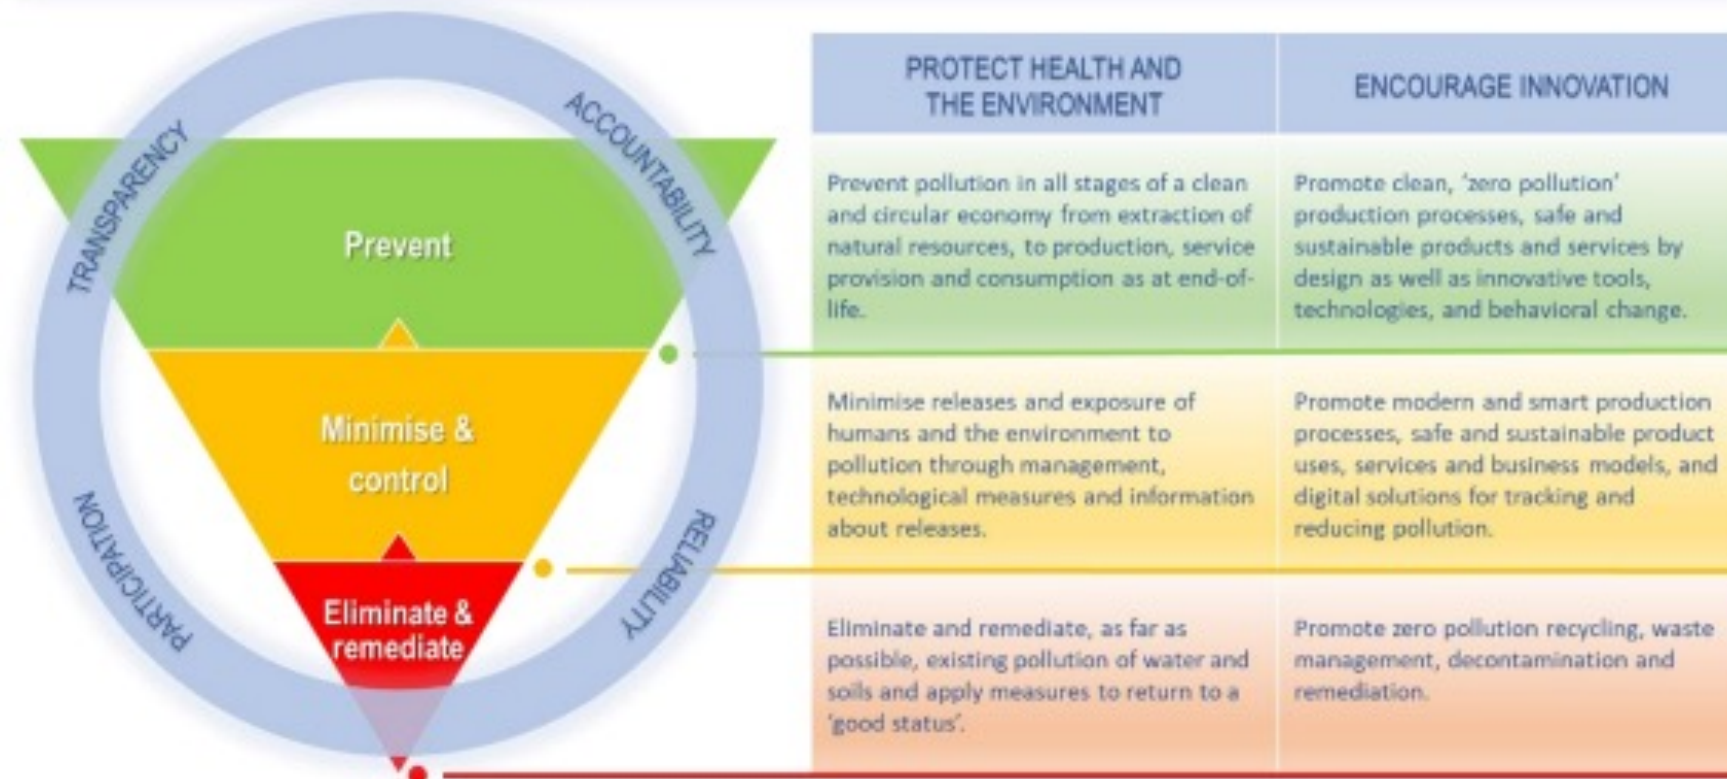 TRANSPARENCY
ACCOUNTABILITY
PARTICIPATION
RELIABILITY
Prevent
Minimise &
control
Eliminate &
remediate
PROTECT HEALTH AND
THE ENVIRONMENT
ENCOURAGE INNOVATION
Prevent pollution in all stages of a clean
and circular economy from extraction of
natural resources, to production, service
provision and consumption as at end-of-
life.
Promote clean, ‘zero pollution’
production processes, safe and
sustainable products and services by
design as well as innovative tools,
technologies, and behavioral change.
Minimise releases and exposure of
humans and the environment to
pollution through management,
technological measures and information
about releases.
Promote modern and smart production
processes, safe and sustainable product
uses, services and business models, and
digital solutions for tracking and
reducing pollution.
Eliminate and remediate, as far as
possible, existing pollution of water and
soils and apply measures to return to a
‘good status’.
Promote zero pollution recycling, waste
management, decontamination and
remediation.